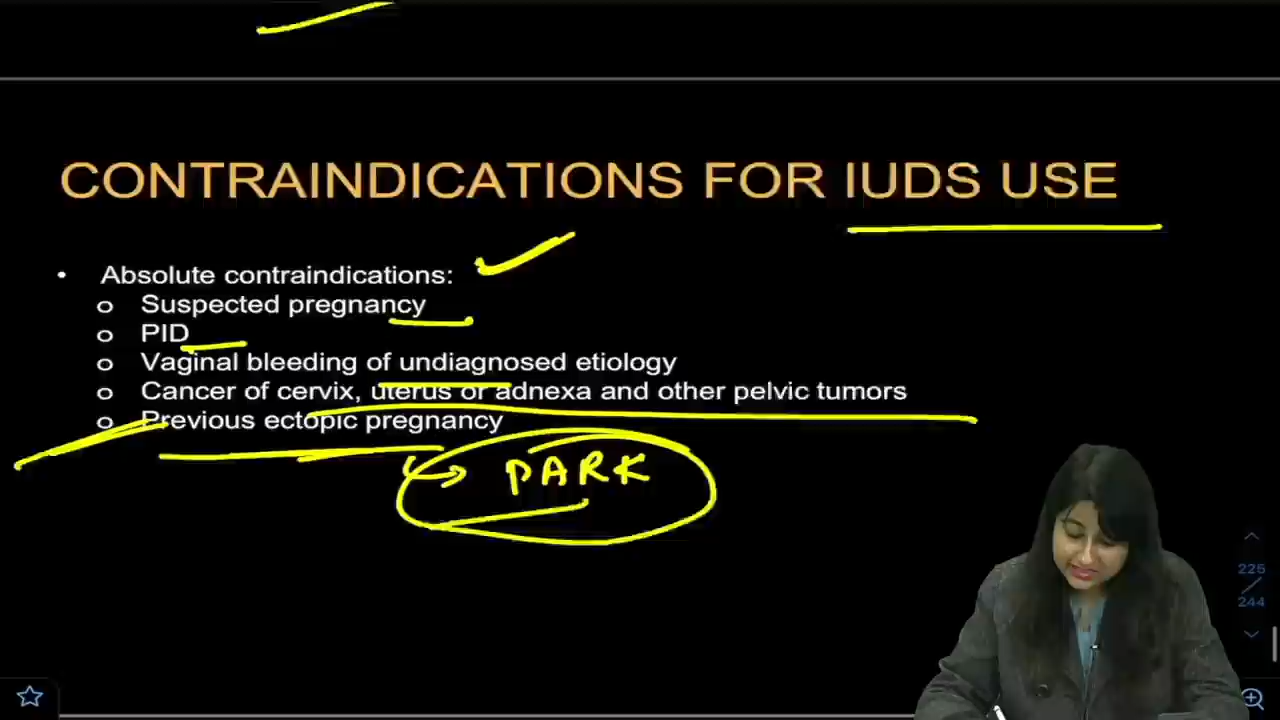 CONTRAINDICATIONS FOR IUDS USE
• Absolute contraindications:
o Suspected pregnancy
o PID
o Vaginal bleeding of undiagnosed etiology
o Cancer of cervix, uterus or adnexa and other pelvic tumors
o Previous ectopic pregnancy
PARK
225
244